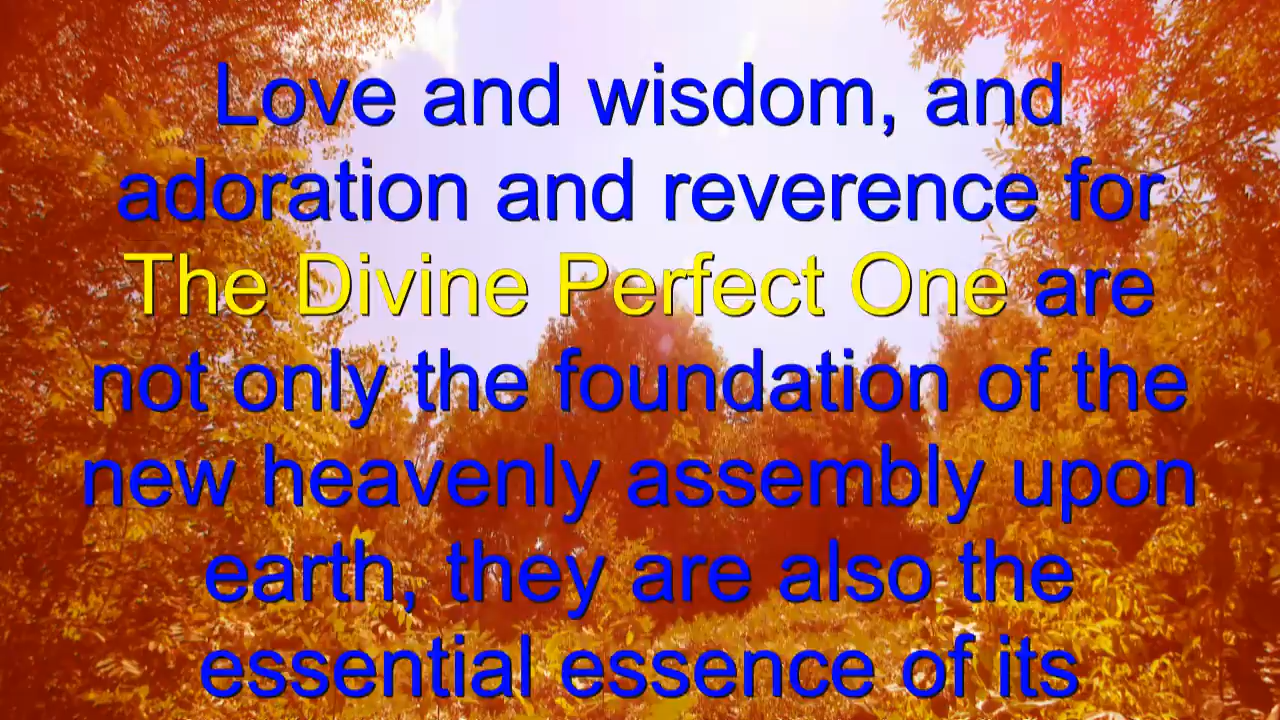 Love and wisdom, and
adoration and reverence for
The Divine Perfect One are
not only the foundation of the
new heavenly assembly upon
earth, they are also the
essential essence of its